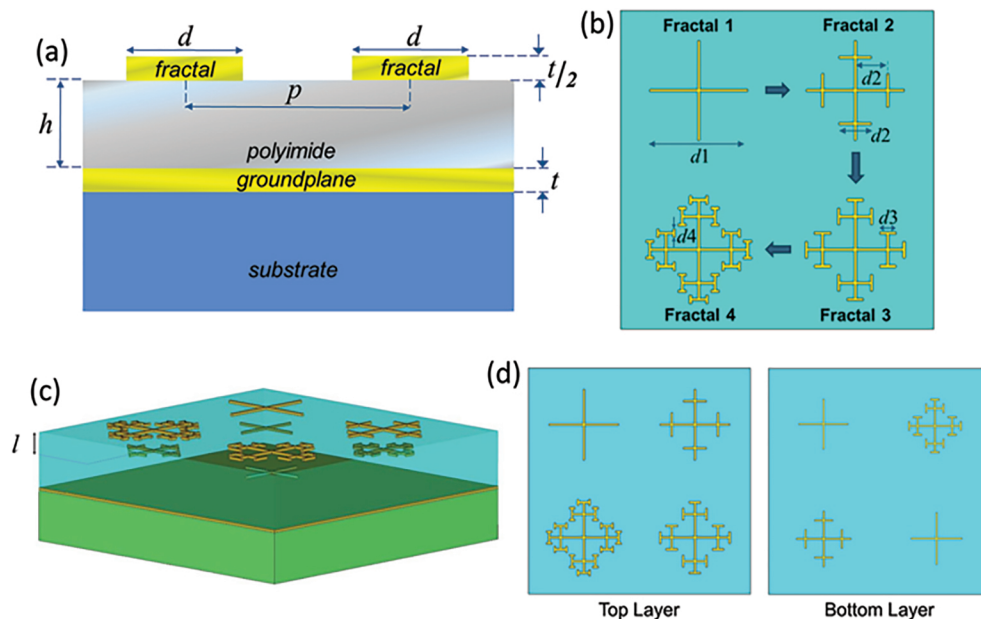 (a)
d
d
fractal
fractal
t/2
p
h
polyimide
groundplane
t
substrate
(b)
Fractal 1
Fractal 2
d2
d1
d2
d4
d3
Fractal 4
Fractal 3
(c)
l
(d)
Top Layer
Bottom Layer